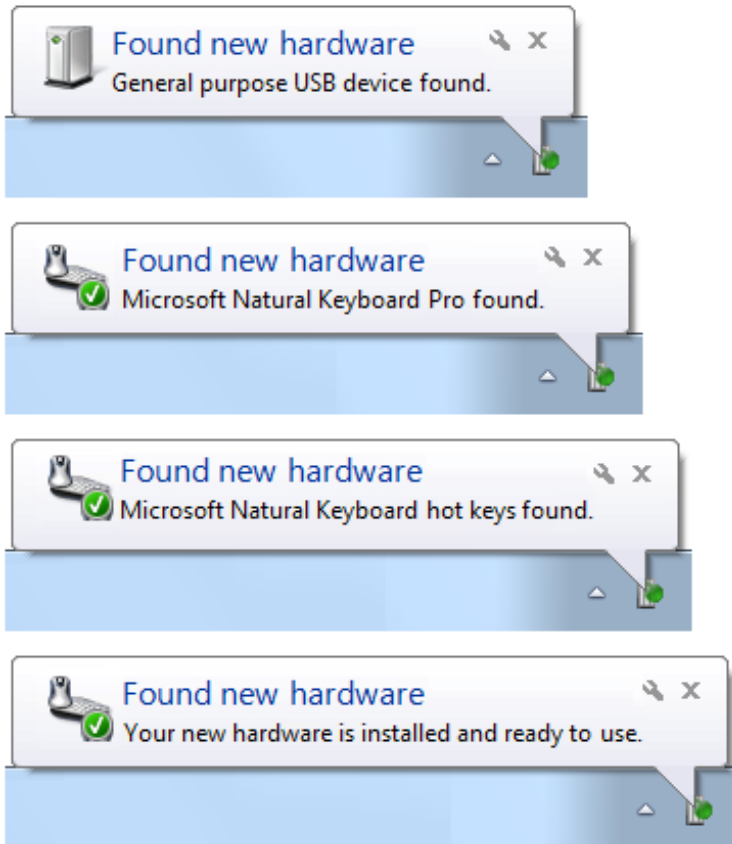 Found new hardware
General purpose USB device found.
Found new hardware
Microsoft Natural Keyboard Pro found.
Found new hardware
Microsoft Natural Keyboard hot keys found.
Found new hardware
Your new hardware is installed and ready to use.